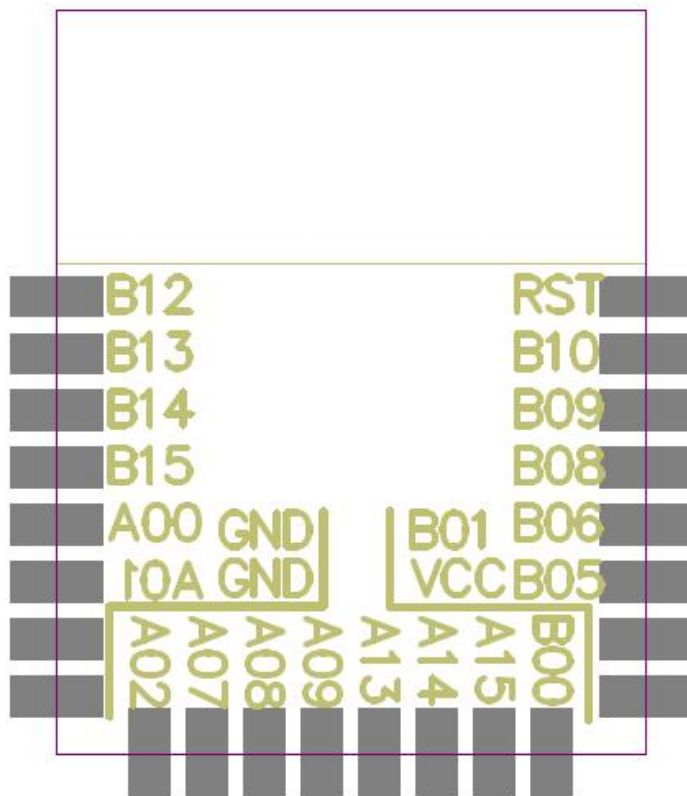 B12 RST
B13 B10
B14 B09
B15 B08
A00 GND B01 B06
A01 GND VCC B05
A02 A07 A08 A09 A13 A14 A15 B00